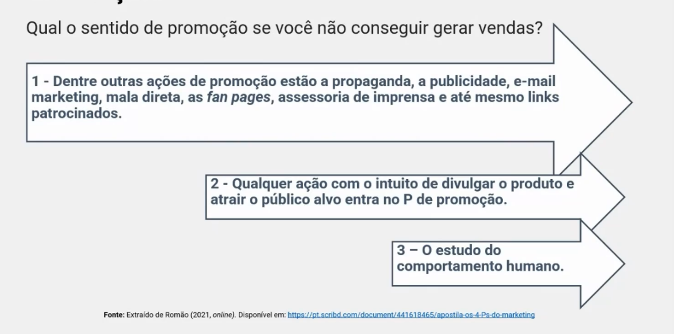 Qual o sentido de promoção se você não conseguir gerar vendas?
1 - Dentre outras ações de promoção estão a propaganda, a publicidade, e-mail
marketing, mala direta, as fan pages, assessoria de imprensa e até mesmo links
patrocinados.
2 - Qualquer ação com o intuito de divulgar o produto e
atrair o público alvo entra no P de promoção.
3 – O estudo do
comportamento humano.
Fonte: Extraído de Romão (2021, online). Disponível em: https://pt.scribd.com/document/441618465/apostila-os-4-Ps-do-marketing